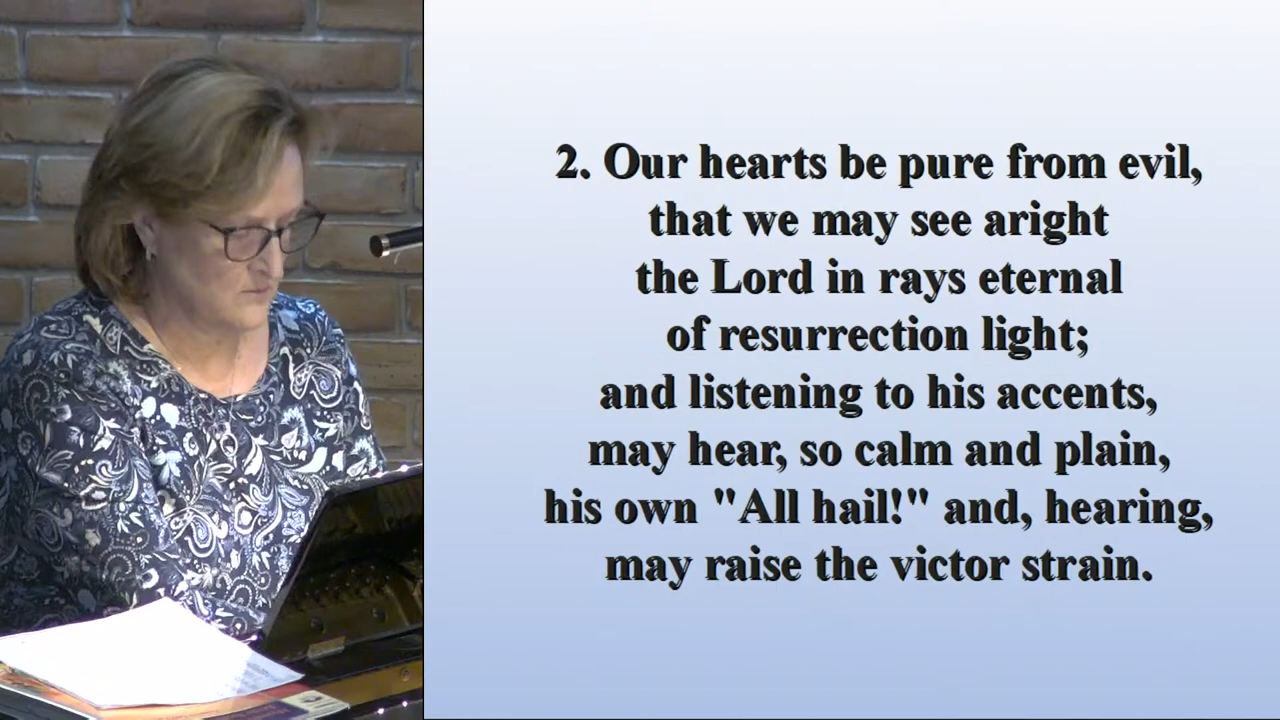 2. Our hearts be pure from evil,
that we may see aright
the Lord in rays eternal
of resurrection light;
and listening to his accents,
may hear, so calm and plain,
his own "All hail!" and, hearing,
may raise the victor strain.